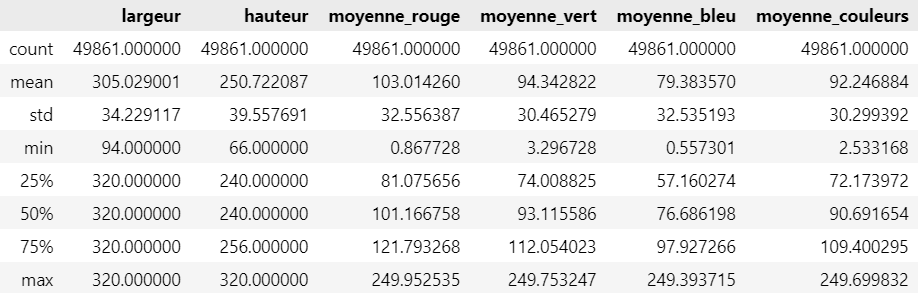 largeur hauteur moyenne_rouge moyenne_vert moyenne_bleu moyenne_couleurs
count 49861.000000 49861.000000 49861.000000 49861.000000 49861.000000 49861.000000
mean 305.029001 250.722087 103.014260 94.342822 79.383570 92.246884
std 34.229117 39.557691 32.556387 30.465279 32.535193 30.299392
min 94.000000 66.000000 0.867728 3.296728 0.557301 2.533168
25% 320.000000 240.000000 81.075656 74.008825 57.160274 72.173972
50% 320.000000 240.000000 101.166758 93.115586 76.686198 90.691654
75% 320.000000 256.000000 121.793268 112.054023 97.927266 109.400295
max 320.000000 320.000000 249.952535 249.753247 249.393715 249.699832